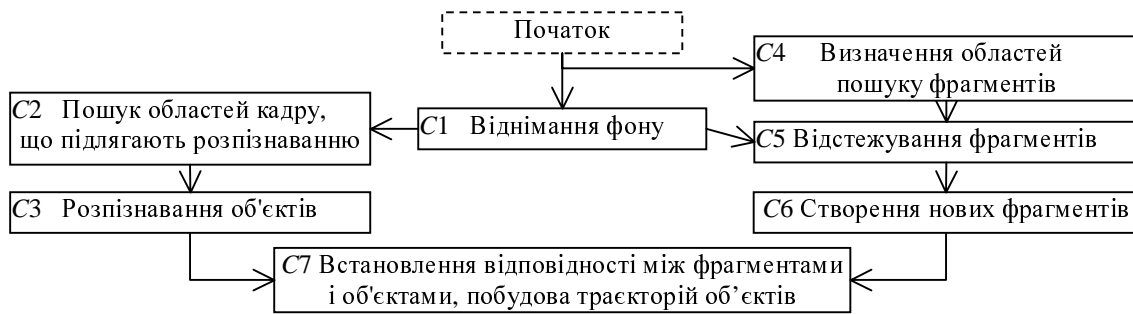 Початок
C4 Визначення областей
пошуку фрагментів
C2 Пошук областей кадру,
що підлягають розпізнаванню
C1 Віднімання фону
C5 Відстежування фрагментів
C3 Розпізнавання об'єктів
C6 Створення нових фрагментів
C7 Встановлення відповідності між фрагментами
і об'єктами, побудова траєкторій об’єктів